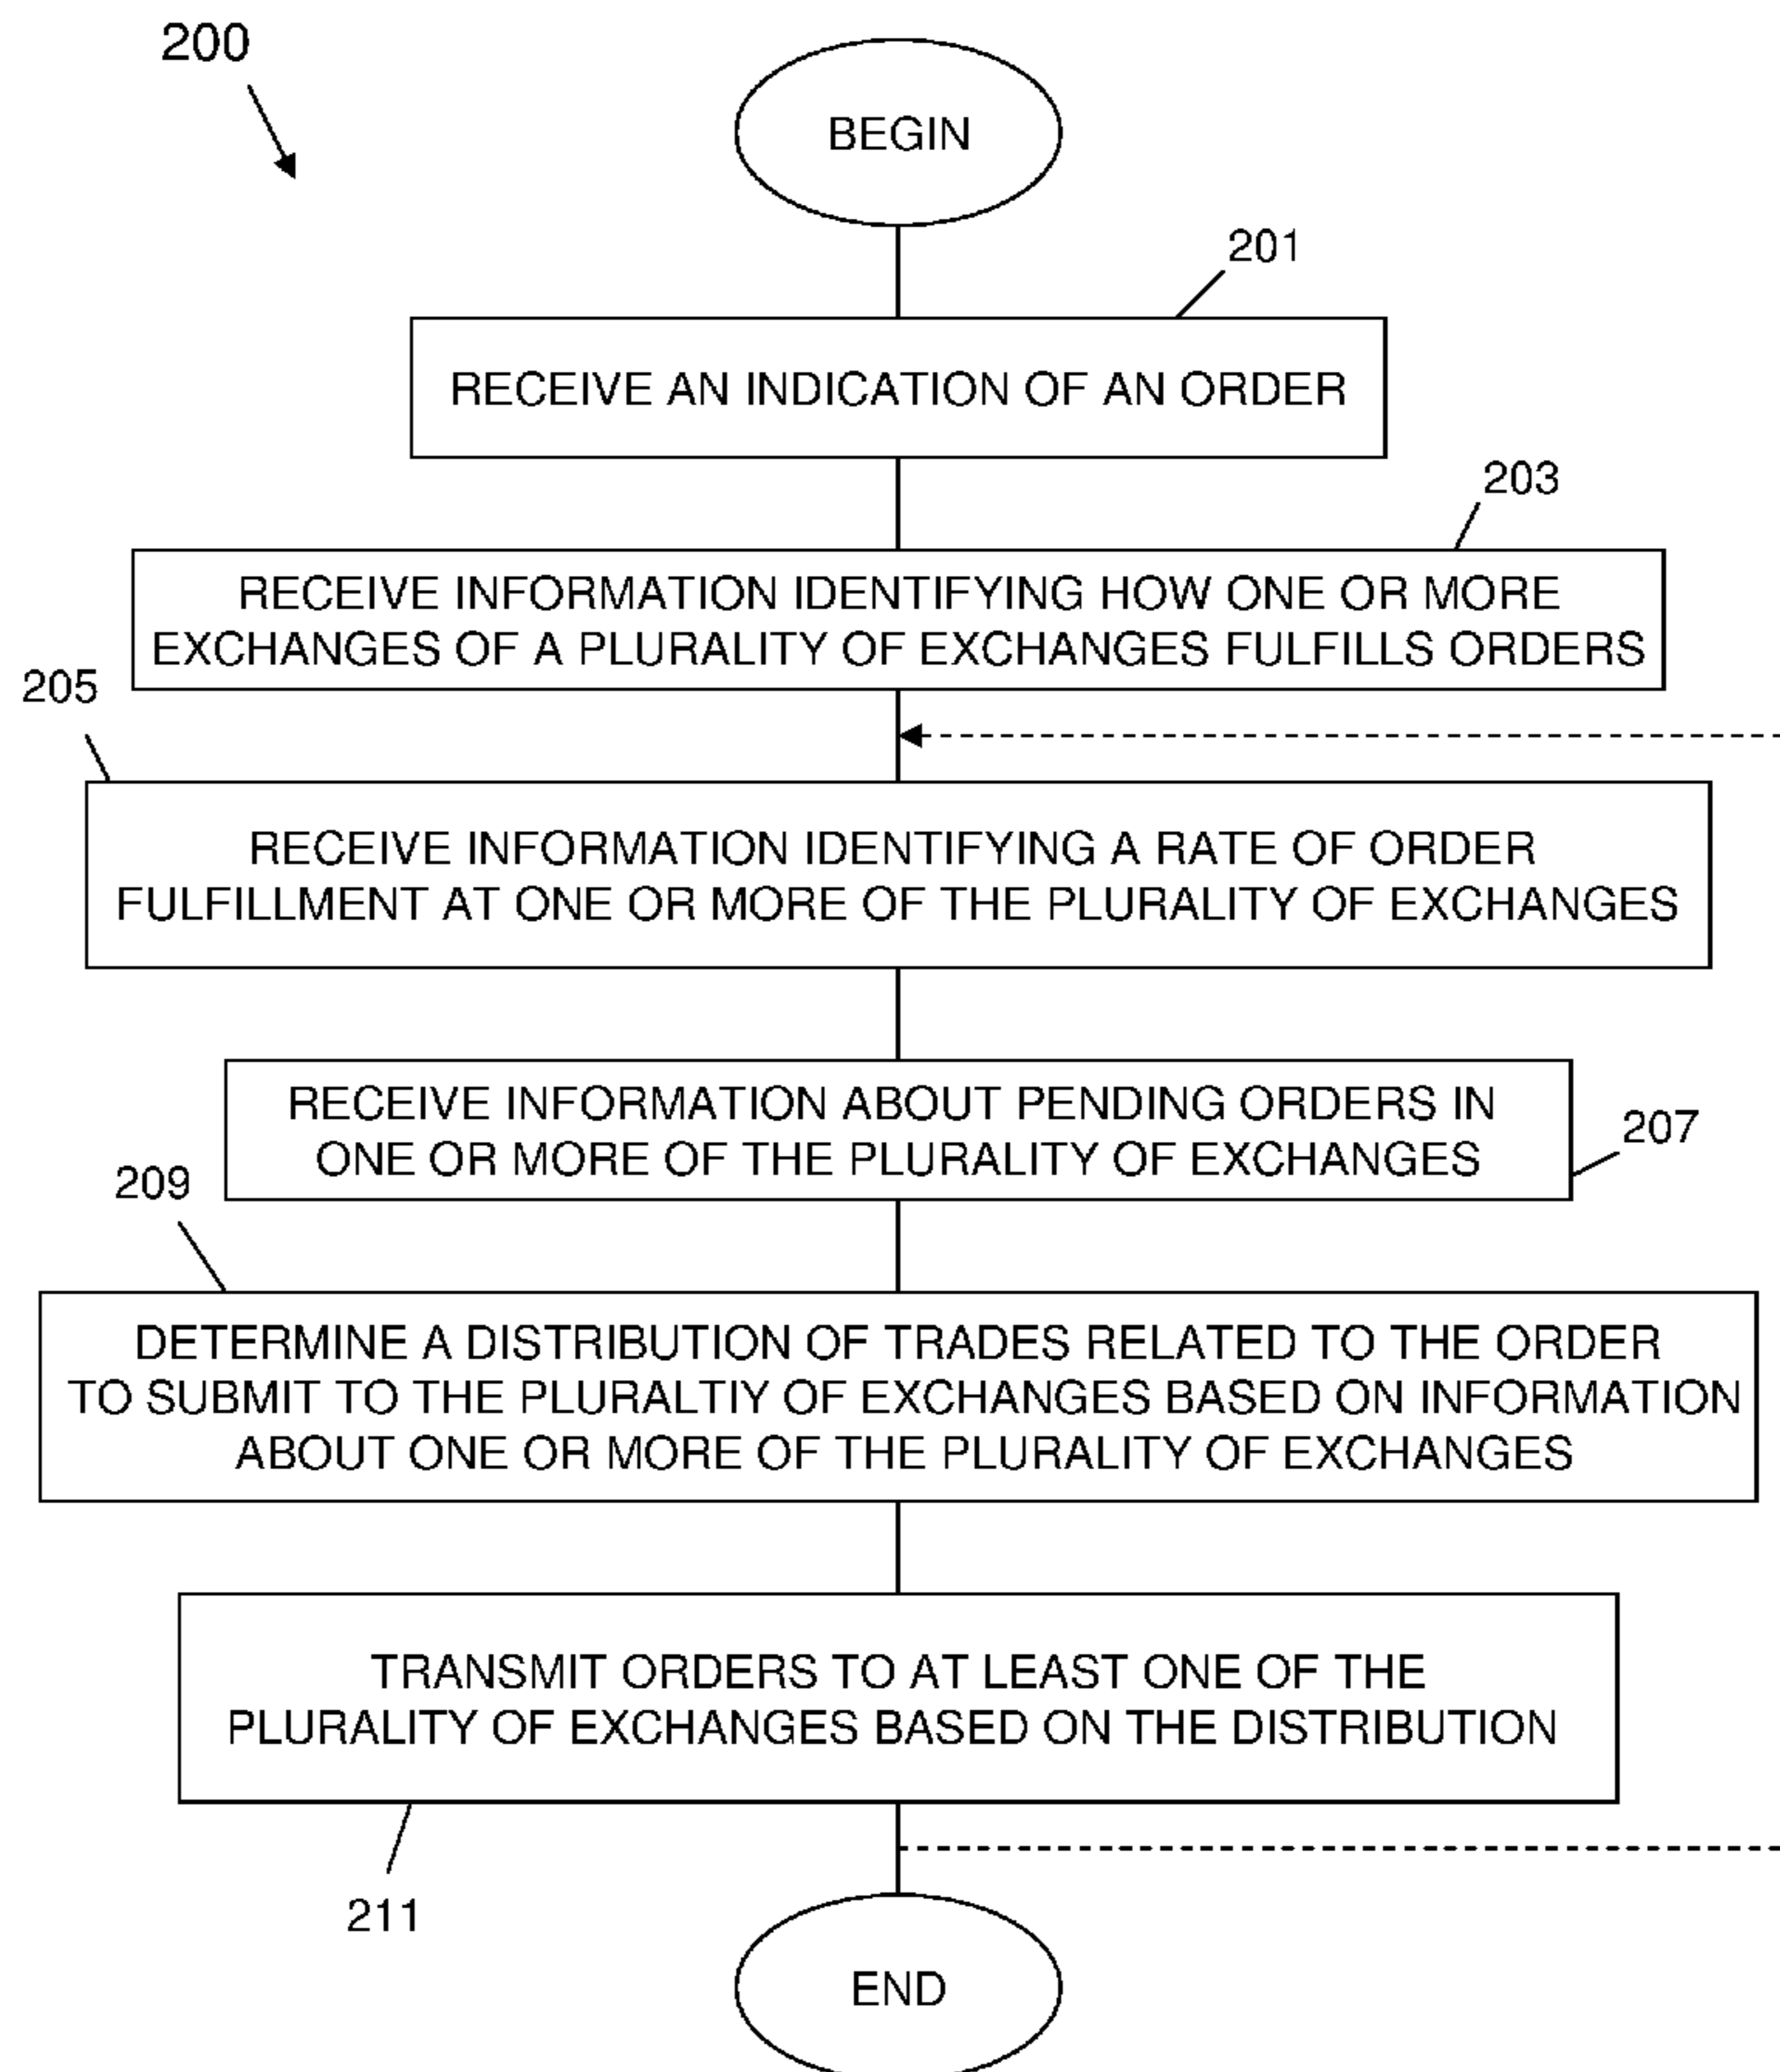 200
BEGIN
201
RECEIVE AN INDICATION OF AN ORDER
203
RECEIVE INFORMATION IDENTIFYING HOW ONE OR MORE
EXCHANGES OF A PLURALITY OF EXCHANGES FULFILLS ORDERS
205
RECEIVE INFORMATION IDENTIFYING A RATE OF ORDER
FULFILLMENT AT ONE OR MORE OF THE PLURALITY OF EXCHANGES
RECEIVE INFORMATION ABOUT PENDING ORDERS IN
ONE OR MORE OF THE PLURALITY OF EXCHANGES
207
209
DETERMINE A DISTRIBUTION OF TRADES RELATED TO THE ORDER
TO SUBMIT TO THE PLURALTIY OF EXCHANGES BASED ON INFORMATION
ABOUT ONE OR MORE OF THE PLURALITY OF EXCHANGES
TRANSMIT ORDERS TO AT LEAST ONE OF THE
PLURALITY OF EXCHANGES BASED ON THE DISTRIBUTION
211
END